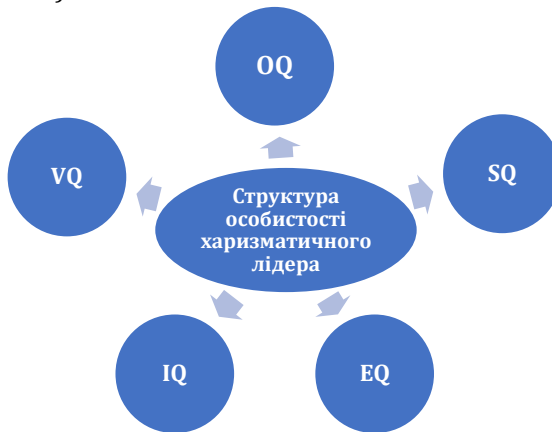 OQ
VQ
SQ
Структура
особистості
харизматичного
лідера
IQ
EQ